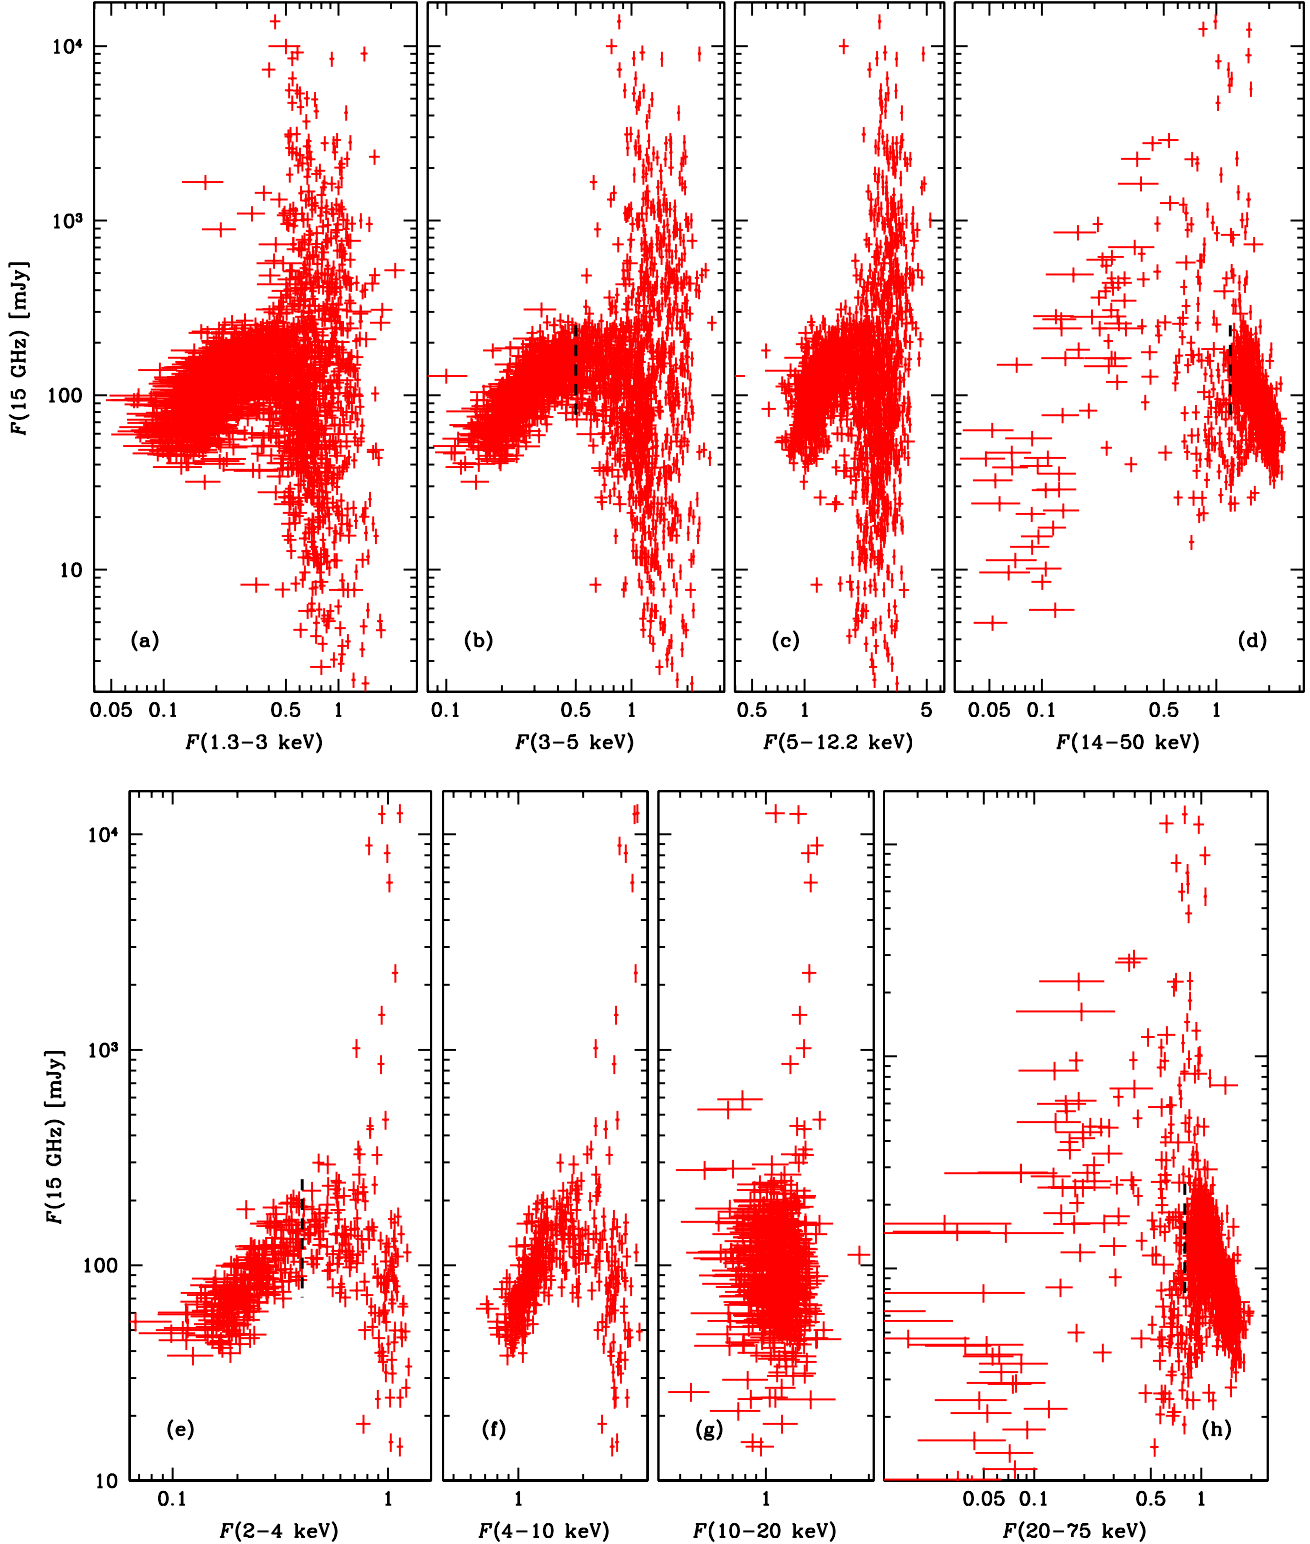 10⁴
10³
100
10
F(15 GHz) [mJy]
(a) (b) (c) (d)
0.05 0.1 0.5 1 0.1 0.5 1 0.5 1 5 0.05 0.1 0.5 1
F(1.3−3 keV) F(3−5 keV) F(5−12.2 keV) F(14−50 keV)
10⁴
10³
100
10
F(15 GHz) [mJy]
(e) (f) (g) (h)
0.1 1 1 1 0.05 0.1 0.5 1
F(2−4 keV) F(4−10 keV) F(10−20 keV) F(20−75 keV)